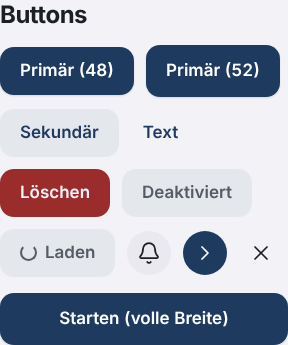 Buttons
Primär (48) Primär (52)
Sekundär Text
Löschen Deaktiviert
Laden
Starten (volle Breite)